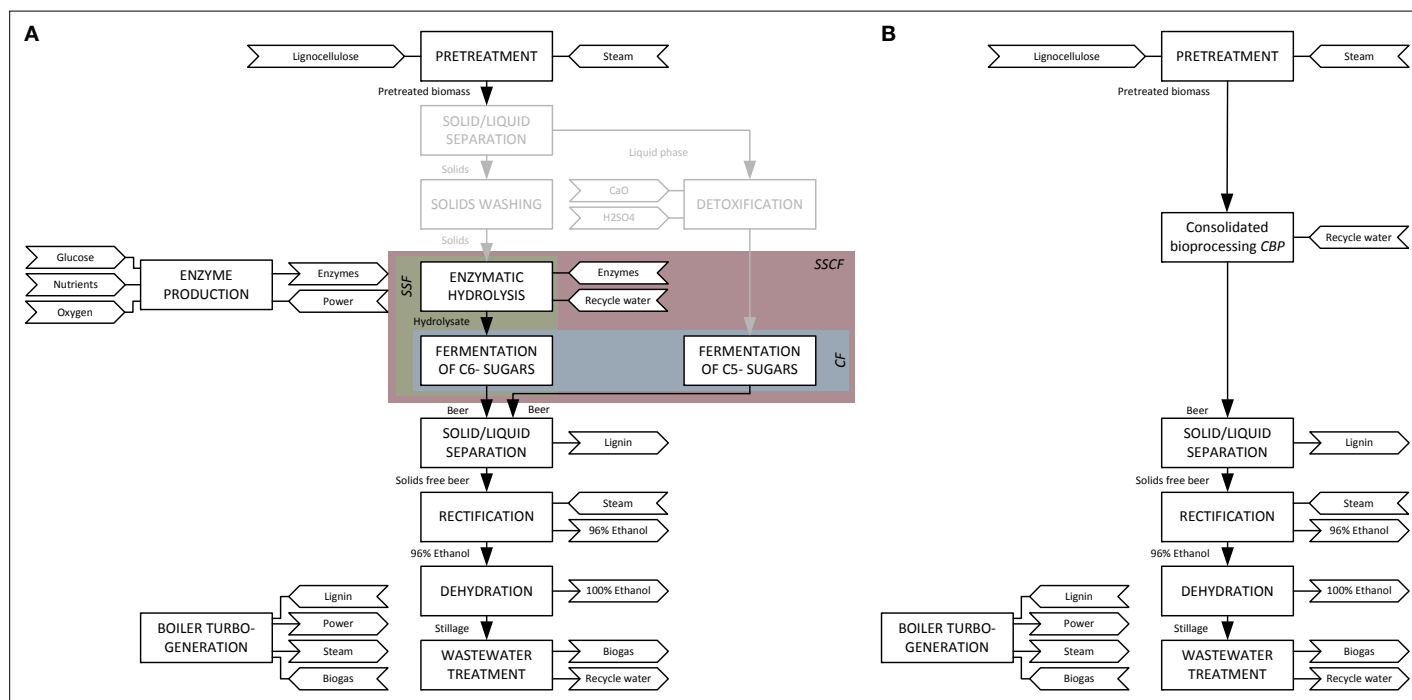 A
Lignocellulose
PRETREATMENT
Steam
Pretreated biomass
SOLID/LIQUID
SEPARATION
Liquid phase
Solids
SOLIDS WASHING
CaO
H2SO4
DETOXIFICATION
Solids
Glucose
Nutrients
Oxygen
ENZYME
PRODUCTION
Enzymes
Power
SSF
SSCF
ENZYMATIC
HYDROLYSIS
Enzymes
Recycle water
Hydrolysate
FERMENTATION
OF C6- SUGARS
FERMENTATION
OF C5- SUGARS
CF
Beer
Beer
SOLID/LIQUID
SEPARATION
Lignin
Solids free beer
RECTIFICATION
Steam
96% Ethanol
96% Ethanol
DEHYDRATION
100% Ethanol
Stillage
WASTEWATER
TREATMENT
Biogas
Recycle water
BOILER TURBO-
GENERATION
Lignin
Power
Steam
Biogas
B
Lignocellulose
PRETREATMENT
Steam
Pretreated biomass
Consolidated
bioprocessing CBP
Recycle water
Beer
SOLID/LIQUID
SEPARATION
Lignin
Solids free beer
RECTIFICATION
Steam
96% Ethanol
96% Ethanol
DEHYDRATION
100% Ethanol
Stillage
WASTEWATER
TREATMENT
Biogas
Recycle water
BOILER TURBO-
GENERATION
Lignin
Power
Steam
Biogas